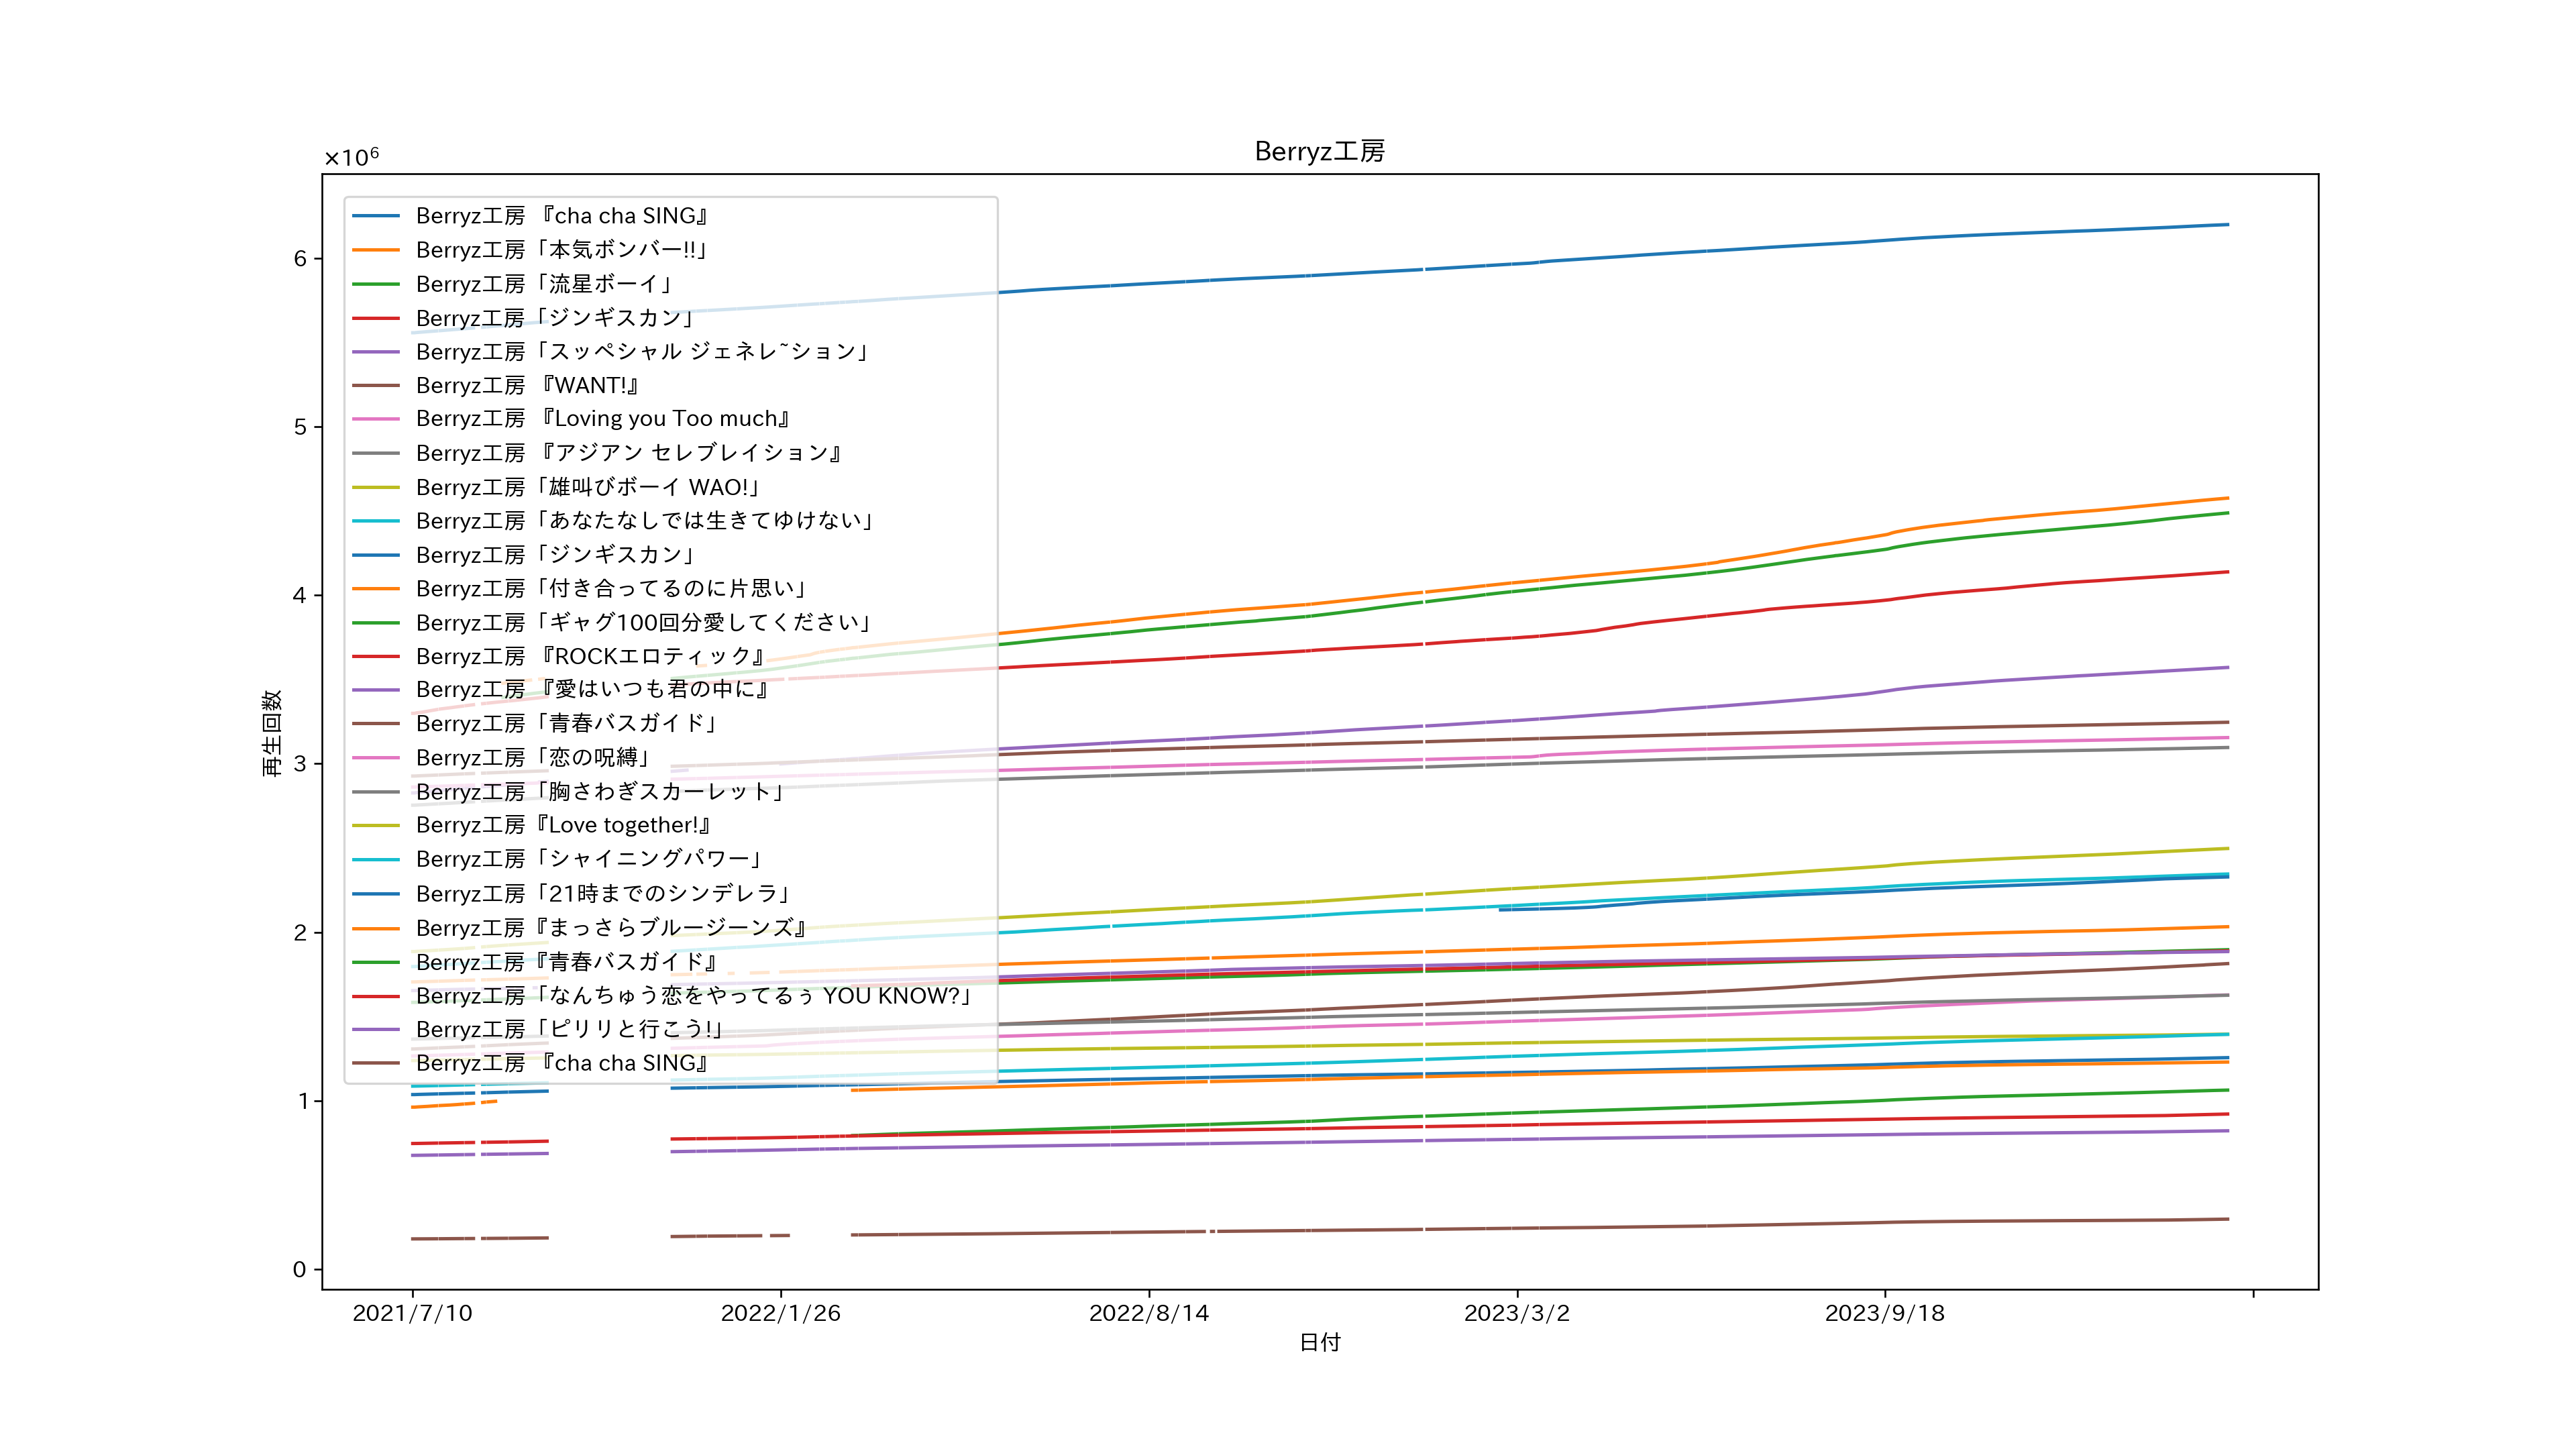 Berryz工房
×10⁶
Berryz工房 『cha cha SING』
Berryz工房「本気ボンバー!!」
Berryz工房「流星ボーイ」
Berryz工房「ジンギスカン」
Berryz工房「スッペシャル ジェネレ~ション」
Berryz工房 『WANT!』
Berryz工房 『Loving you Too much』
Berryz工房 『アジアン セレブレイション』
Berryz工房「雄叫びボーイ WAO!」
Berryz工房「あなたなしでは生きてゆけない」
Berryz工房「ジンギスカン」
Berryz工房「付き合ってるのに片思い」
Berryz工房「ギャグ100回分愛してください」
Berryz工房 『ROCKエロティック』
Berryz工房 『愛はいつも君の中に』
Berryz工房「青春バスガイド」
Berryz工房「恋の呪縛」
Berryz工房「胸さわぎスカーレット」
Berryz工房『Love together!』
Berryz工房「シャイニングパワー」
Berryz工房「21時までのシンデレラ」
Berryz工房『まっさらブルージーンズ』
Berryz工房『青春バスガイド』
Berryz工房「なんちゅう恋をやってるぅ YOU KNOW?」
Berryz工房「ピリリと行こう!」
Berryz工房 『cha cha SING』
6
5
4
3
2
1
0
再生回数
2021/7/10
2022/1/26
2022/8/14
2023/3/2
2023/9/18
日付